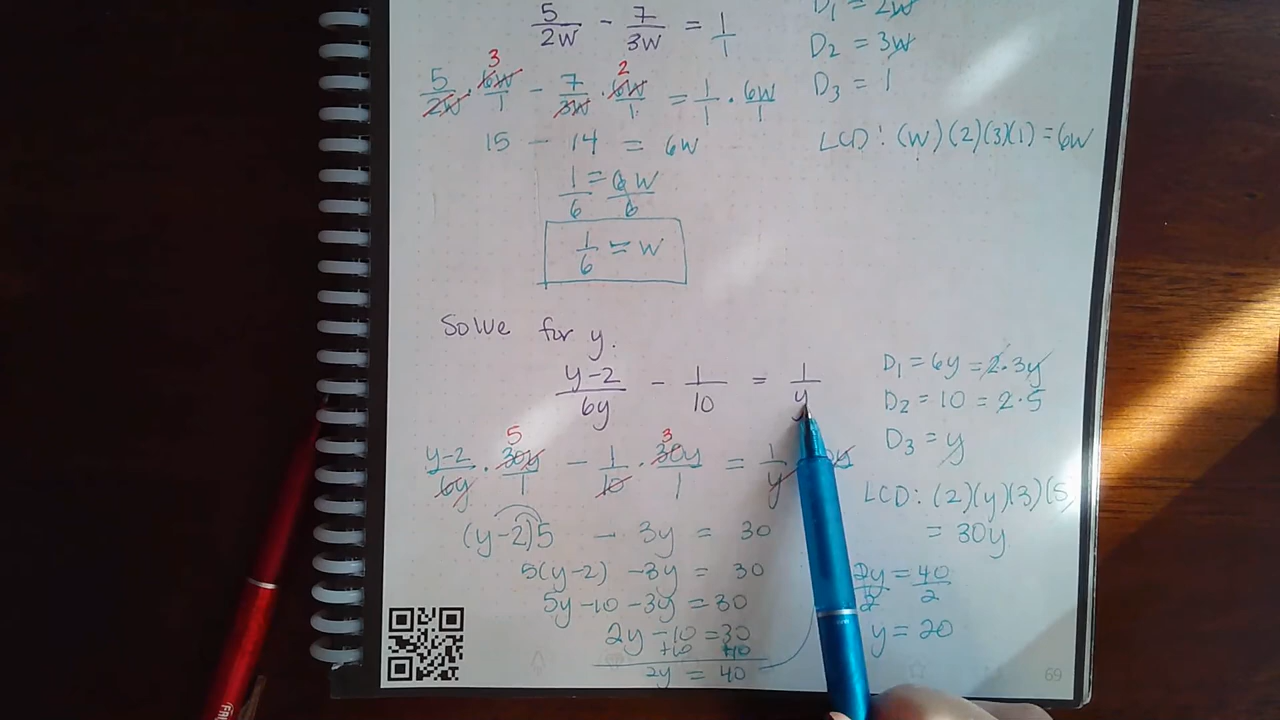 5/2w - 7/3w = 1/1
D₁ = 2w
D₂ = 3w
D₃ = 1
LCD: (w)(2)(3)(1) = 6w
3 2
5/2w · 6w/1 - 7/3w · 6w/1 = 1/1 · 6w/1
15 - 14 = 6w
1/6 = 6w/6
1/6 = w
Solve for y.
y-2/6y - 1/10 = 1/y
D₁ = 6y = 2·3y
D₂ = 10 = 2·5
D₃ = y
LCD: (2)(y)(3)(5
= 30y
5 3
y-2/6y · 30y/1 - 1/10 · 30y/1 = 1/y
(y-2)5 - 3y = 30
5(y-2) - 3y = 30
5y-10-3y = 30
2y-10 = 30
+10 +10
2y = 40
2y/2 = 40/2
y = 20
69